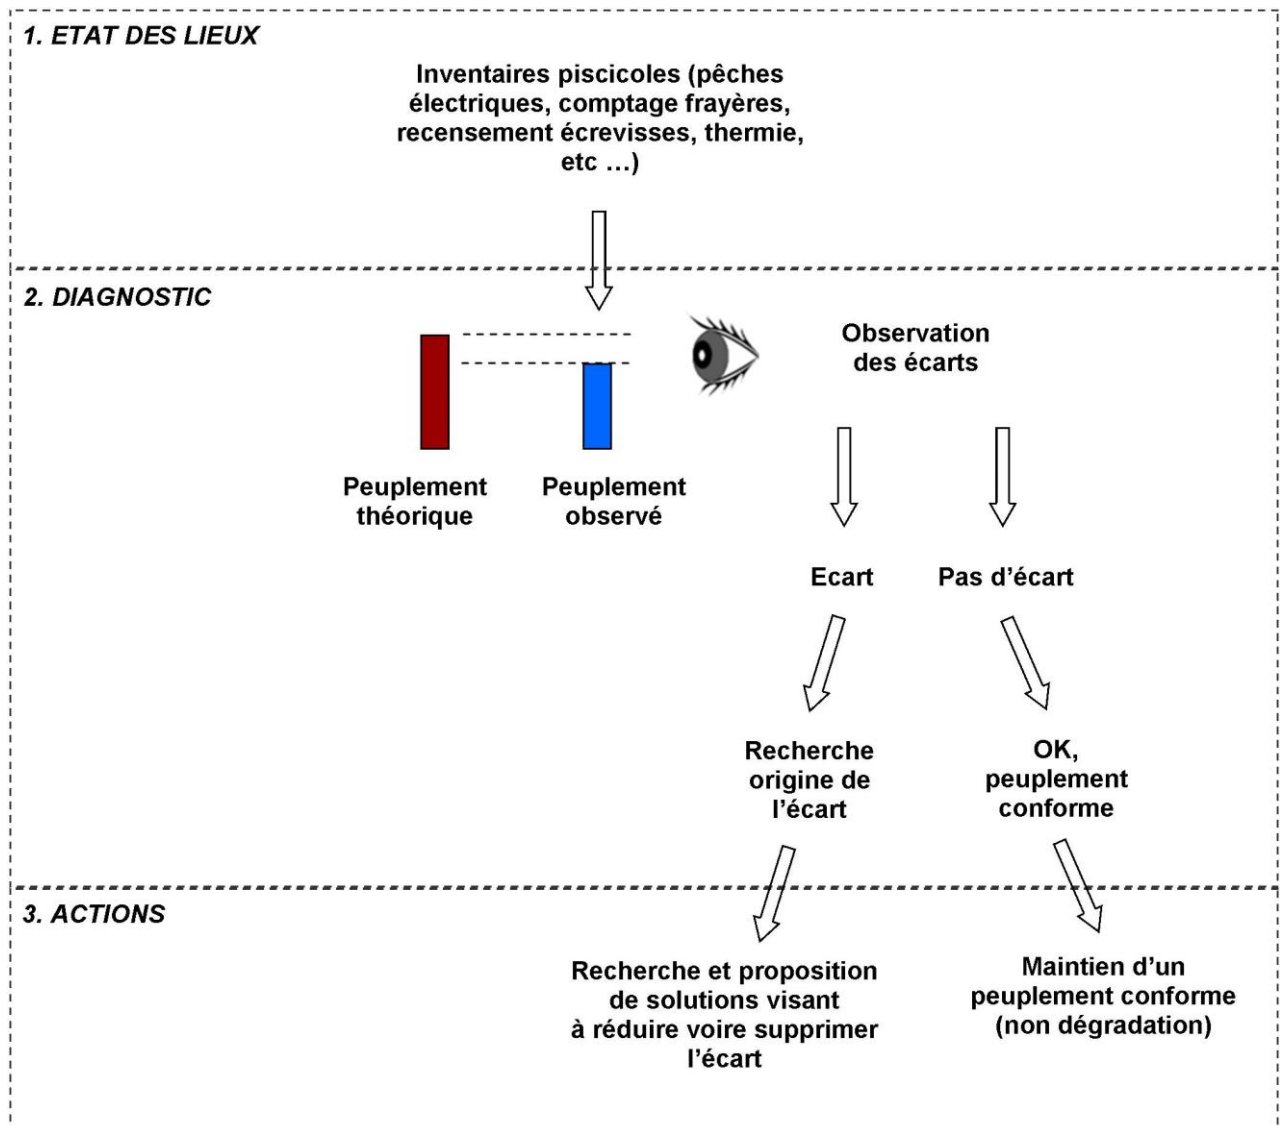 1. ETAT DES LIEUX
Inventaires piscicoles (pêches
électriques, comptage frayères,
recensement écrevisses, thermie,
etc ...)
2. DIAGNOSTIC
Observation
des écarts
Peuplement
théorique
Peuplement
observé
Ecart
Pas d’écart
Recherche
origine de
l’écart
OK,
peuplement
conforme
3. ACTIONS
Recherche et proposition
de solutions visant
à réduire voire supprimer
l’écart
Maintien d’un
peuplement conforme
(non dégradation)